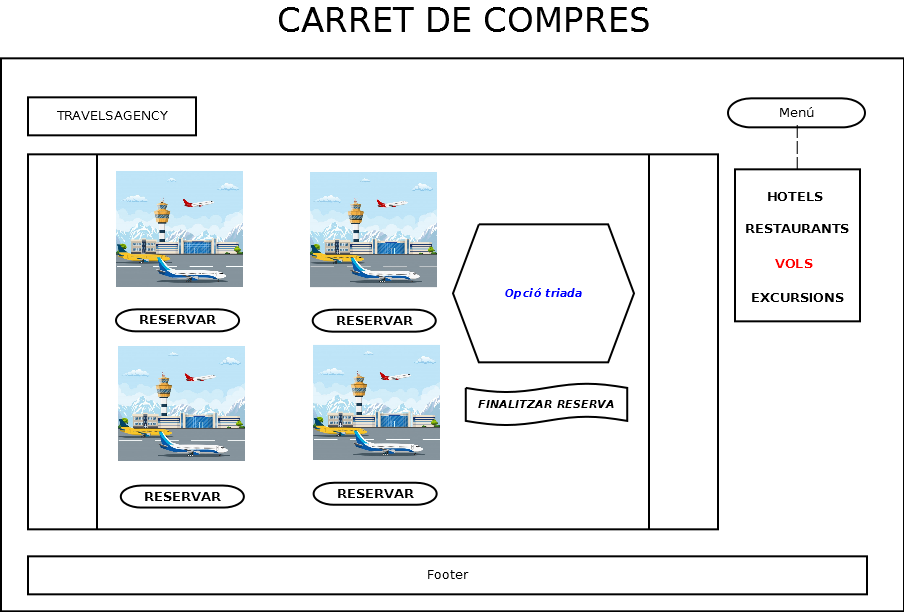 CARRET DE COMPRES
TRAVELSAGENCY
Menú
HOTELS
RESTAURANTS
VOLS
EXCURSIONS
Opció triada
RESERVAR
RESERVAR
FINALITZAR RESERVA
RESERVAR
RESERVAR
Footer